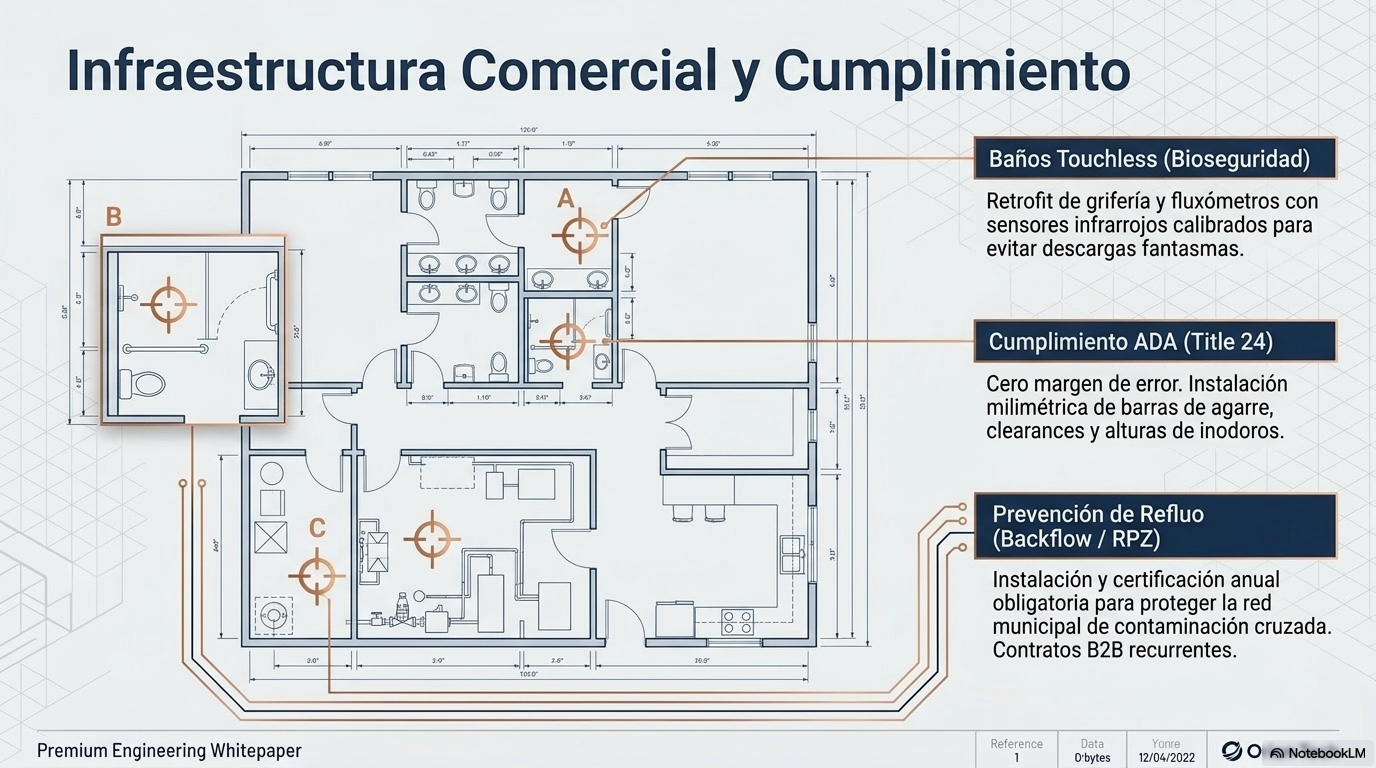 Infraestructura Comercial y Cumplimiento
120.0"
B
A
C
Baños Touchless (Bioseguridad)
Retrofit de grifería y fluxómetros con
sensores infrarrojos calibrados para
evitar descargas fantasmas.
Cumplimiento ADA (Title 24)
Cero margen de error. Instalación
milimétrica de barras de agarre,
clearances y alturas de inodoros.
Prevención de Refluo
(Backflow / RPZ)
Instalación y certificación anual
obligatoria para proteger la red
municipal de contaminación cruzada.
Contratos B2B recurrentes.
Premium Engineering Whitepaper
Reference
1
Data
O'bytes
Yonre
12/04/2022
NotebookLM